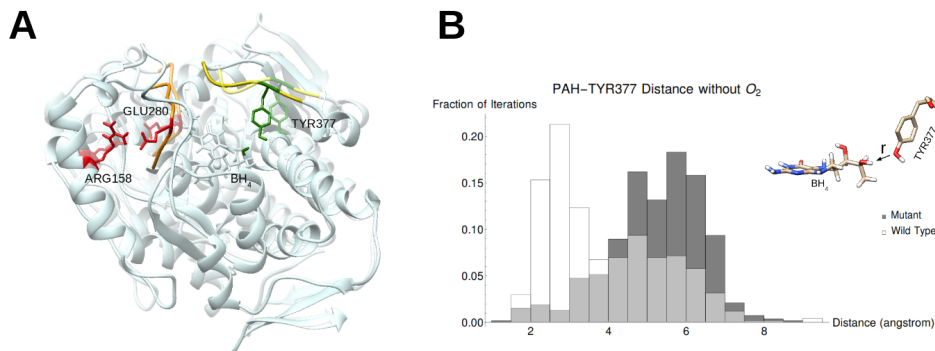 A
GLU280
TYR377
ARG158
BH4
B
PAH−TYR377 Distance without O2
Fraction of Iterations
0.20
0.15
0.10
0.05
0.00
2
4
6
8
Distance (angstrom)
r
TYR377
BH4
Mutant
Wild Type